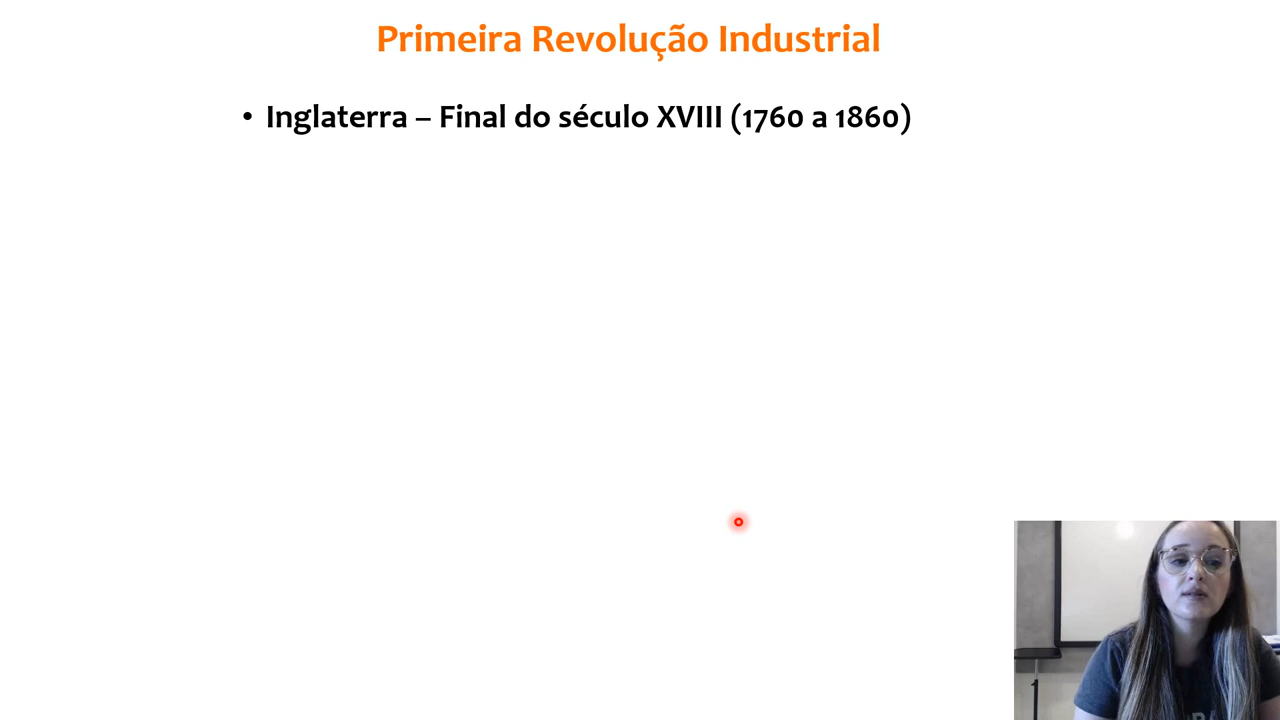 Primeira Revolução Industrial
• Inglaterra – Final do século XVIII (1760 a 1860)